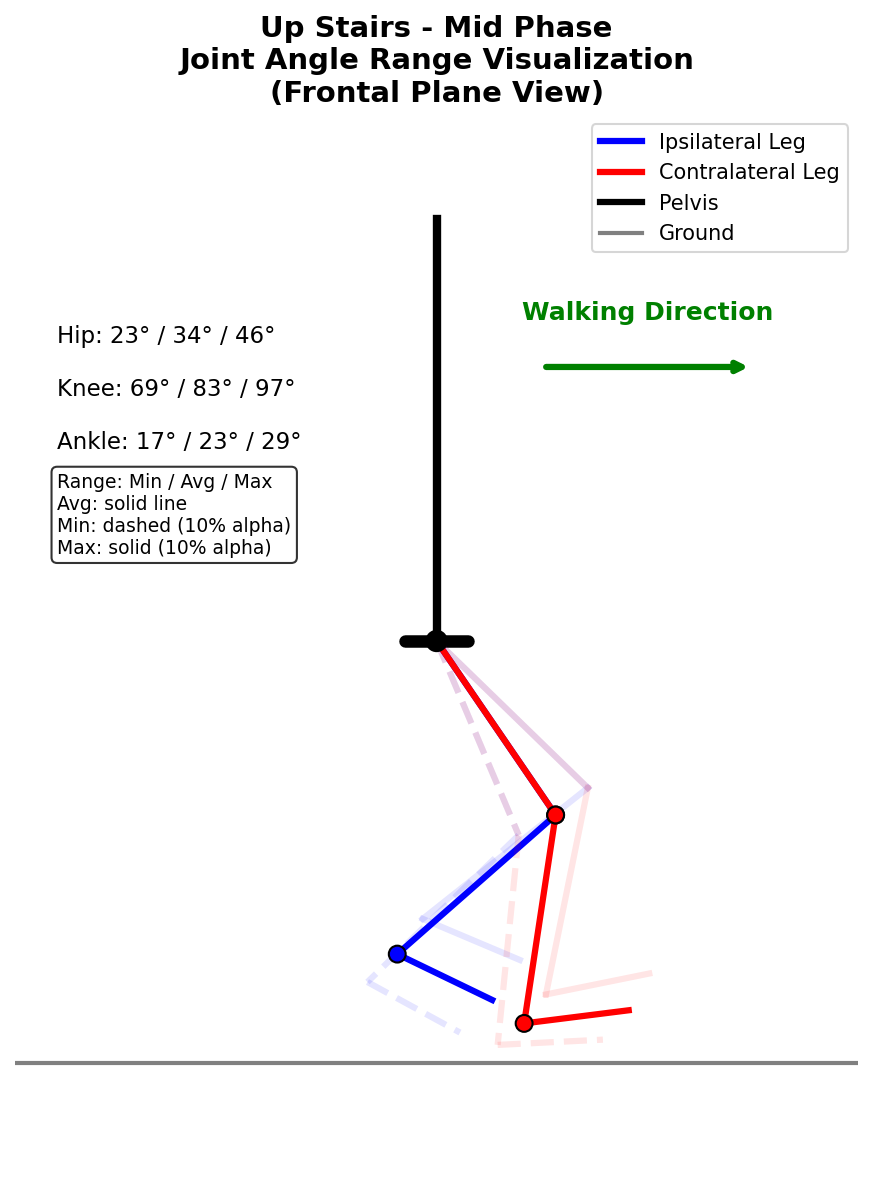 Up Stairs - Mid Phase
Joint Angle Range Visualization
(Frontal Plane View)
Ipsilateral Leg
Contralateral Leg
Pelvis
Ground
Walking Direction
Hip: 23° / 34° / 46°
Knee: 69° / 83° / 97°
Ankle: 17° / 23° / 29°
Range: Min / Avg / Max
Avg: solid line
Min: dashed (10% alpha)
Max: solid (10% alpha)